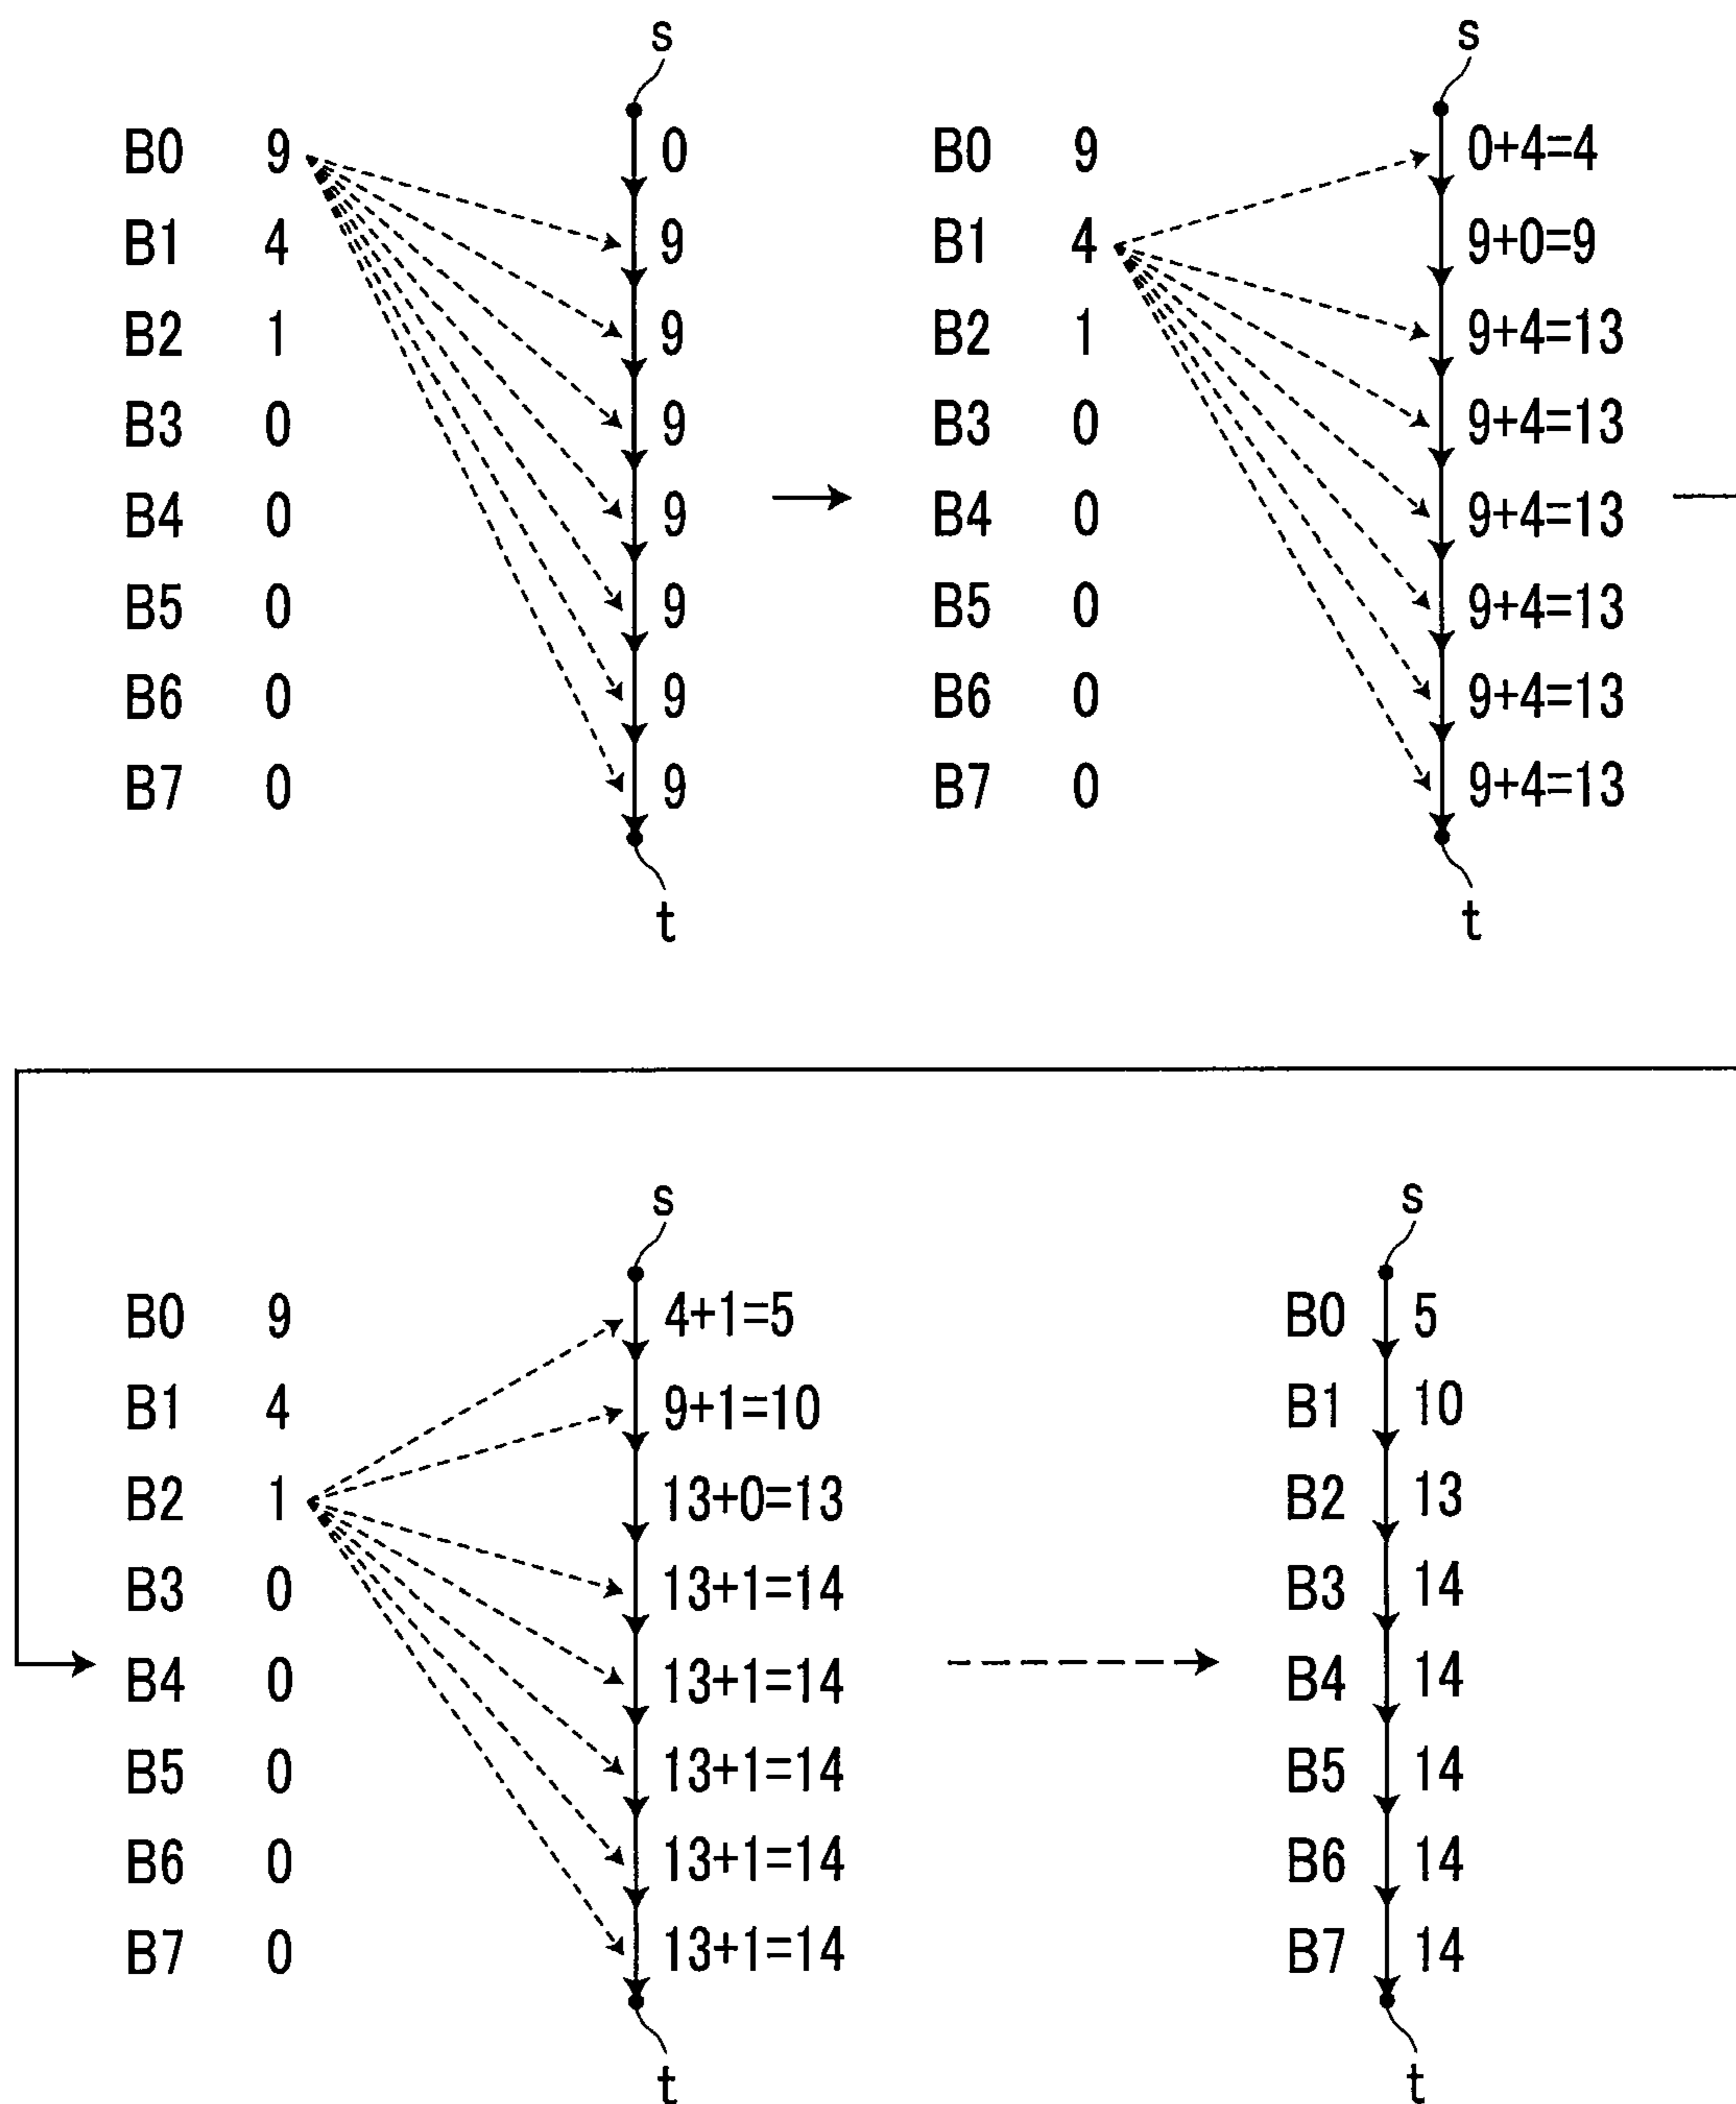 s
B0 9 0
B1 4 9
B2 1 9
B3 0 9
B4 0 9
B5 0 9
B6 0 9
B7 0 9
t
s
B0 9 0+4=4
B1 4 9+0=9
B2 1 9+4=13
B3 0 9+4=13
B4 0 9+4=13
B5 0 9+4=13
B6 0 9+4=13
B7 0 9+4=13
t
s
B0 9 4+1=5
B1 4 9+1=10
B2 1 13+0=13
B3 0 13+1=14
B4 0 13+1=14
B5 0 13+1=14
B6 0 13+1=14
B7 0 13+1=14
t
s
B0 5
B1 10
B2 13
B3 14
B4 14
B5 14
B6 14
B7 14
t